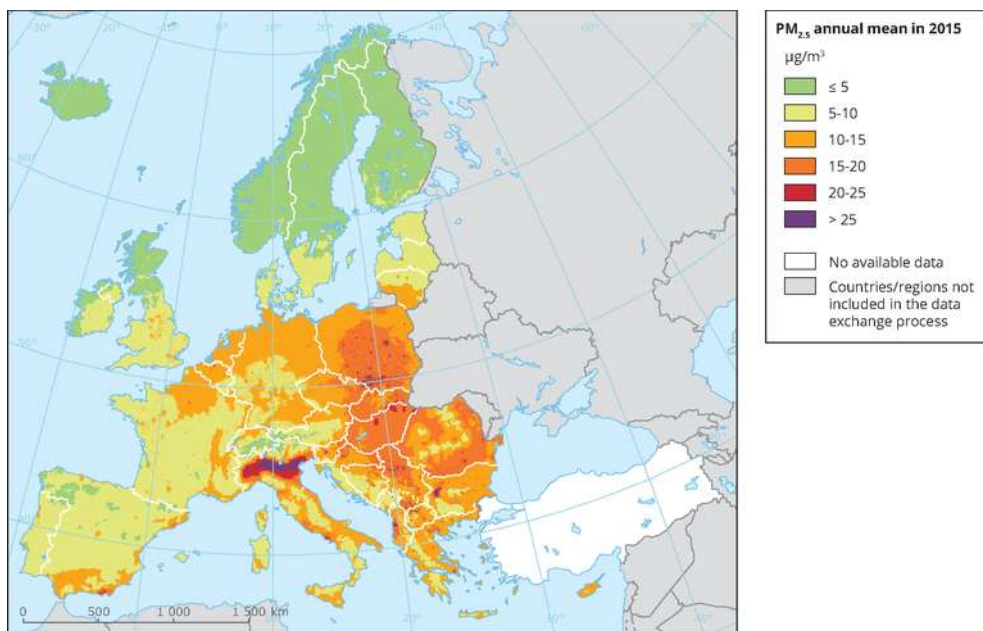 PM2.5 annual mean in 2015
µg/m³
≤ 5
5-10
10-15
15-20
20-25
> 25
No available data
Countries/regions not
included in the data
exchange process
0 500 1 000 1 500 km